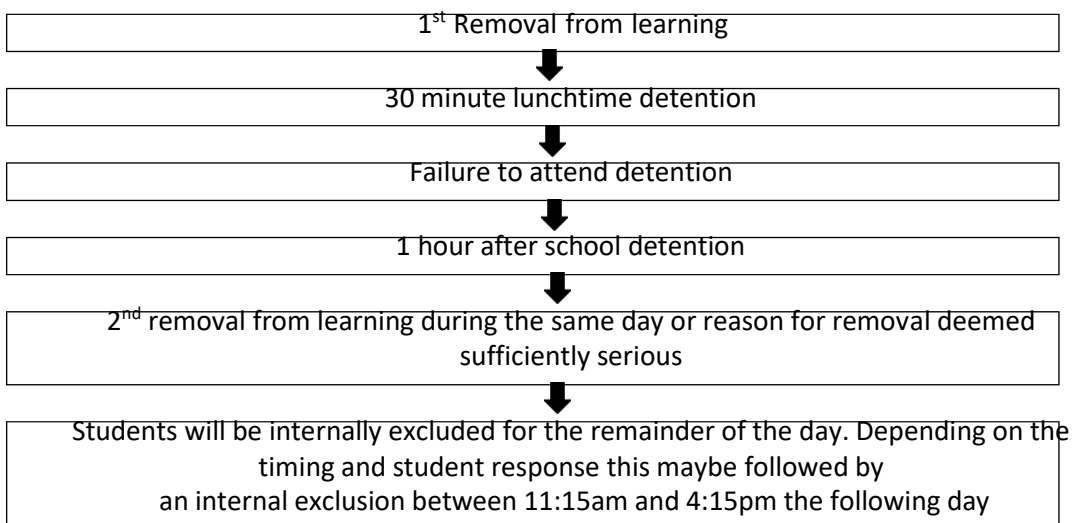 1st Removal from learning
30 minute lunchtime detention
Failure to attend detention
1 hour after school detention
2nd removal from learning during the same day or reason for removal deemed
sufficiently serious
Students will be internally excluded for the remainder of the day. Depending on the
timing and student response this maybe followed by
an internal exclusion between 11:15am and 4:15pm the following day